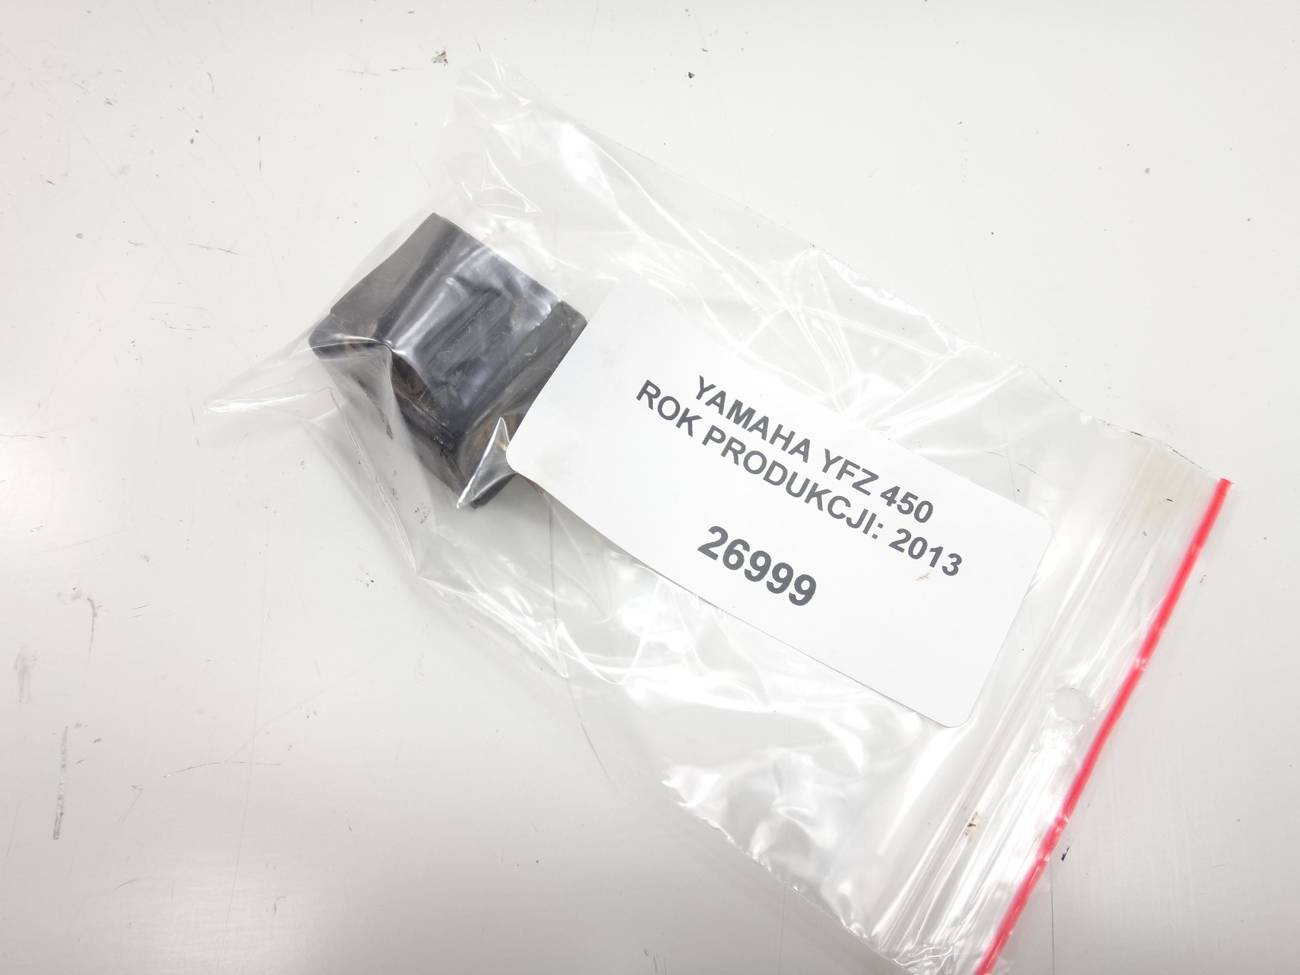 YAMAHA YFZ 450
ROK PRODUKCJI: 2013
26999